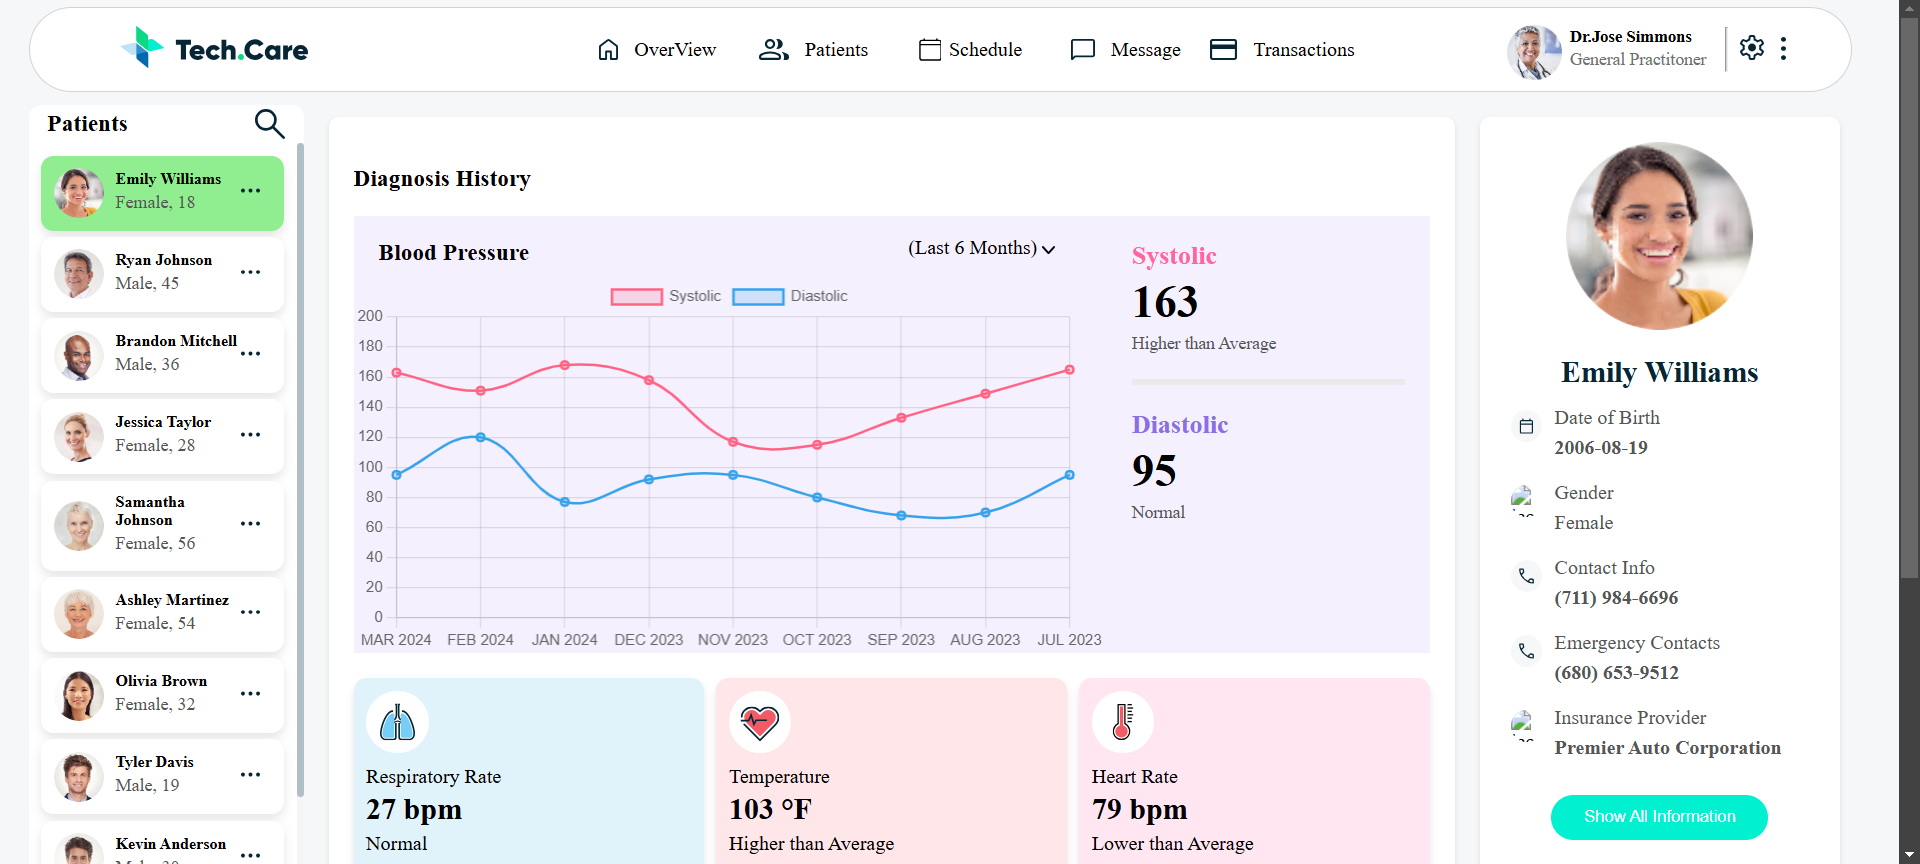 Tech.Care
OverView
Patients
Schedule
Message
Transactions
Dr.Jose Simmons
General Practitoner
Patients
Emily Williams
Female, 18
Ryan Johnson
Male, 45
Brandon Mitchell
Male, 36
Jessica Taylor
Female, 28
Samantha
Johnson
Female, 56
Ashley Martinez
Female, 54
Olivia Brown
Female, 32
Tyler Davis
Male, 19
Kevin Anderson
Diagnosis History
Blood Pressure
(Last 6 Months)
Systolic Diastolic
200
180
160
140
120
100
80
60
40
20
0
MAR 2024 FEB 2024 JAN 2024 DEC 2023 NOV 2023 OCT 2023 SEP 2023 AUG 2023 JUL 2023
Systolic
163
Higher than Average
Diastolic
95
Normal
Respiratory Rate
27 bpm
Normal
Temperature
103 °F
Higher than Average
Heart Rate
79 bpm
Lower than Average
Emily Williams
Date of Birth
2006-08-19
Gender
Female
Contact Info
(711) 984-6696
Emergency Contacts
(680) 653-9512
Insurance Provider
Premier Auto Corporation
Show All Information